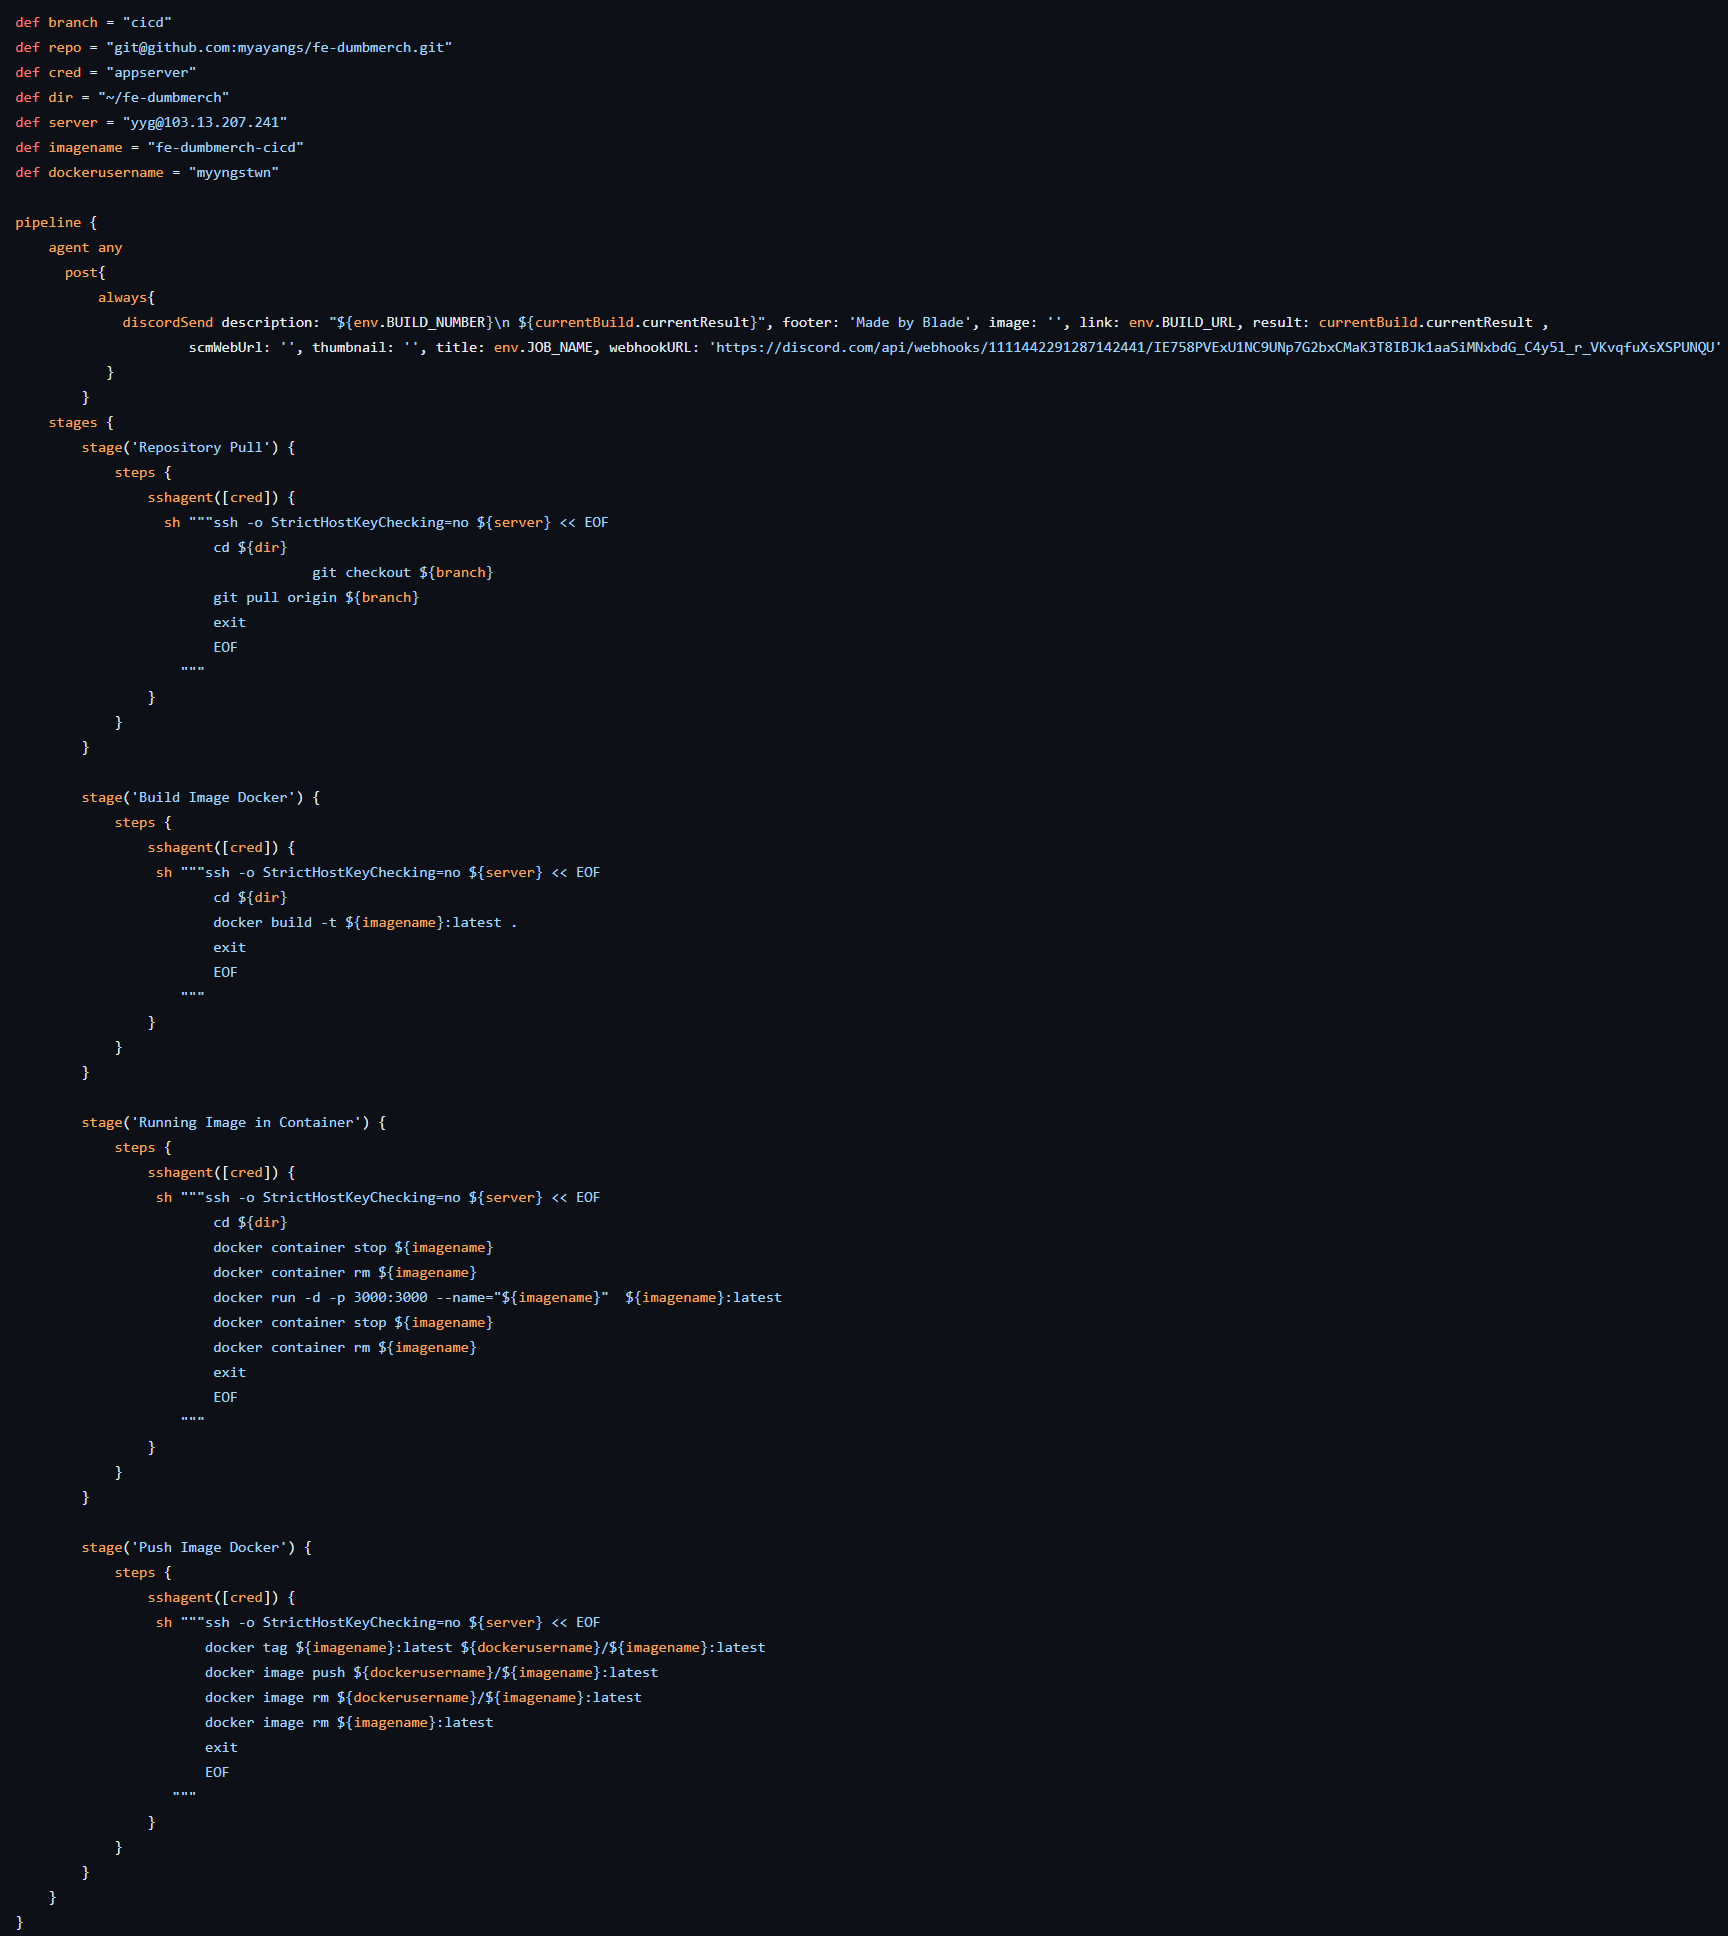 def branch = "cicd"
def repo = "git@github.com:myayangs/fe-dumbmerch.git"
def cred = "appserver"
def dir = "~/fe-dumbmerch"
def server = "yyg@103.13.207.241"
def imagename = "fe-dumbmerch-cicd"
def dockerusername = "myyngstwn"

pipeline {
    agent any
      post{
          always{
             discordSend description: "${env.BUILD_NUMBER}\n ${currentBuild.currentResult}", footer: 'Made by Blade', image: '', link: env.BUILD_URL, result: currentBuild.currentResult ,
                     scmWebUrl: '', thumbnail: '', title: env.JOB_NAME, webhookURL: 'https://discord.com/api/webhooks/1111442291287142441/IE758PVExU1NC9UNp7G2bxCMaK3T8IBJk1aaSiMNxbdG_C4y5l_r_VKvqfuXsXSPUNQU'
           }
        }
    stages {
        stage('Repository Pull') {
            steps {
                sshagent([cred]) {
                  sh """ssh -o StrictHostKeyChecking=no ${server} << EOF
                        cd ${dir}
                                    git checkout ${branch}
                        git pull origin ${branch}
                        exit
                        EOF
                    """
                }
            }
        }

        stage('Build Image Docker') {
            steps {
                sshagent([cred]) {
                 sh """ssh -o StrictHostKeyChecking=no ${server} << EOF
                        cd ${dir}
                        docker build -t ${imagename}:latest .
                        exit
                        EOF
                    """
                }
            }
        }

        stage('Running Image in Container') {
            steps {
                sshagent([cred]) {
                 sh """ssh -o StrictHostKeyChecking=no ${server} << EOF
                        cd ${dir}
                        docker container stop ${imagename}
                        docker container rm ${imagename}
                        docker run -d -p 3000:3000 --name="${imagename}"  ${imagename}:latest
                        docker container stop ${imagename}
                        docker container rm ${imagename}
                        exit
                        EOF
                    """
                }
            }
        }

        stage('Push Image Docker') {
            steps {
                sshagent([cred]) {
                 sh """ssh -o StrictHostKeyChecking=no ${server} << EOF
                       docker tag ${imagename}:latest ${dockerusername}/${imagename}:latest
                       docker image push ${dockerusername}/${imagename}:latest
                       docker image rm ${dockerusername}/${imagename}:latest
                       docker image rm ${imagename}:latest
                       exit
                       EOF
                   """
                }
            }
        }
    }
}